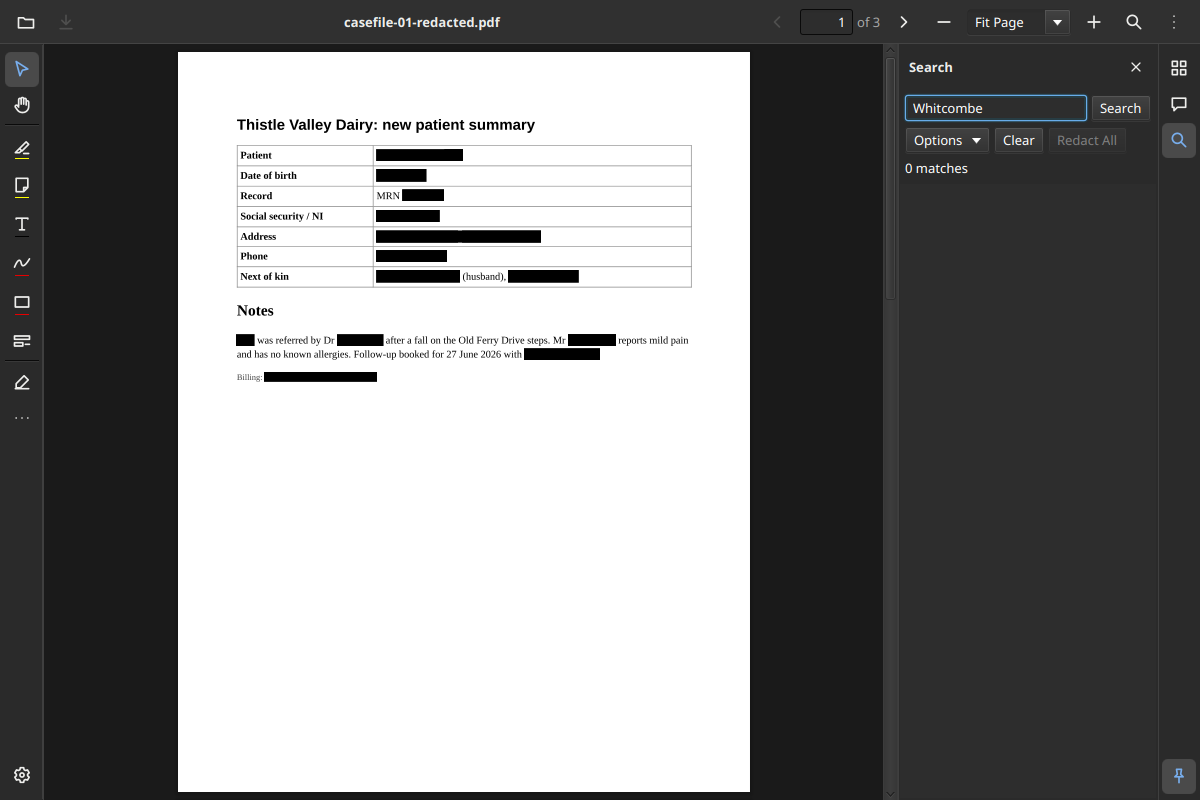 casefile-01-redacted.pdf
1 of 3
Fit Page
Search
Whitcombe
Search
Options
Clear
Redact All
0 matches
Thistle Valley Dairy: new patient summary
Patient
Date of birth
Record MRN
Social security / NI
Address
Phone
Next of kin (husband),
Notes
was referred by Dr after a fall on the Old Ferry Drive steps. Mr reports mild pain
and has no known allergies. Follow-up booked for 27 June 2026 with
Billing: